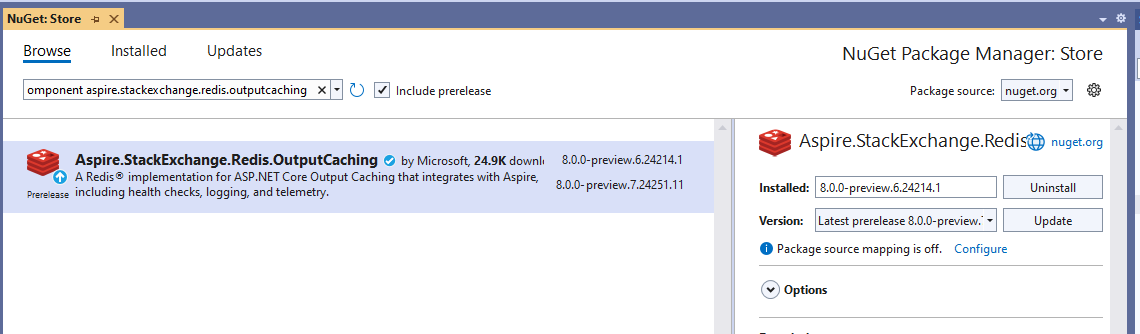 NuGet: Store
Browse
Installed
Updates
NuGet Package Manager: Store
omponent aspire.stackexchange.redis.outputcaching
Include prerelease
Package source:
nuget.org
Aspire.StackExchange.Redis.OutputCaching by Microsoft, 24.9K downl
8.0.0-preview.6.24214.1
A Redis® implementation for ASP.NET Core Output Caching that integrates with Aspire,
including health checks, logging, and telemetry.
8.0.0-preview.7.24251.11
Prerelease
Aspire.StackExchange.Redis
nuget.org
Installed:
8.0.0-preview.6.24214.1
Uninstall
Version:
Latest prerelease 8.0.0-preview.
Update
Package source mapping is off.
Configure
Options